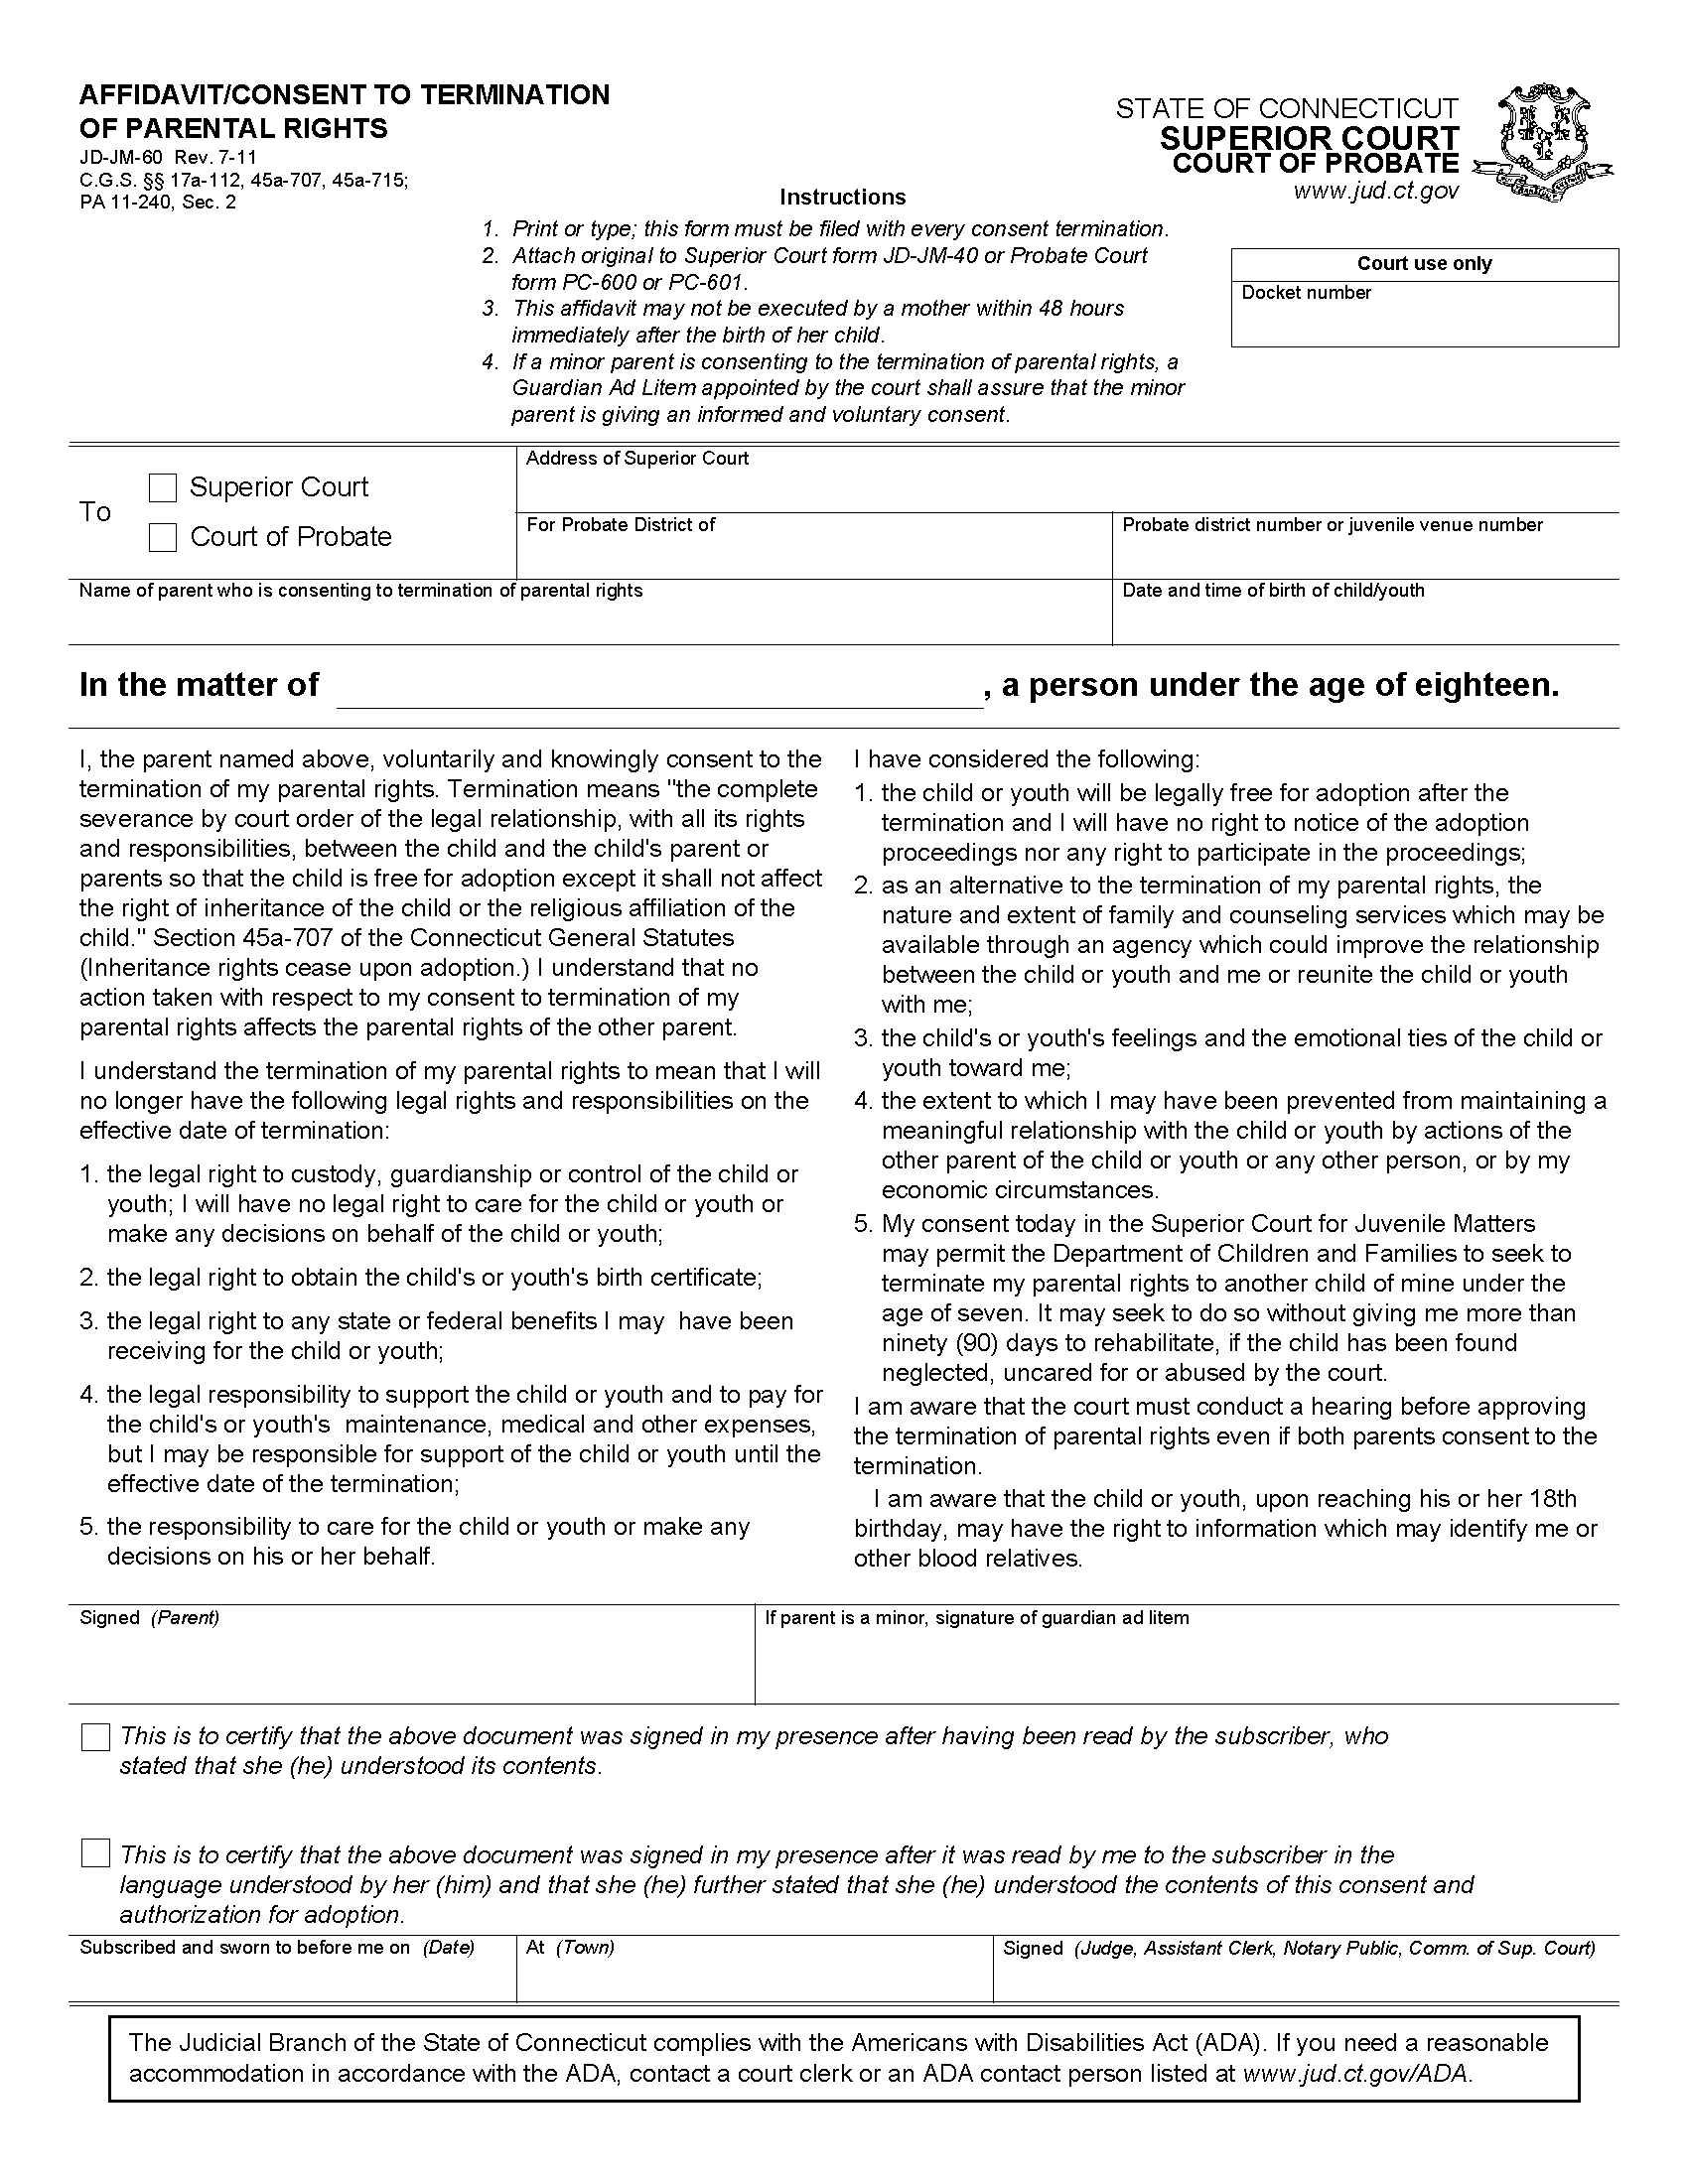 AFFIDAVIT/CONSENT TO TERMINATION
OF PARENTAL RIGHTS
JD-JM-60 Rev. 7-11
C.G.S. §§ 17a-112, 45a-707, 45a-715;
PA 11-240, Sec. 2
STATE OF CONNECTICUT
SUPERIOR COURT
COURT OF PROBATE
www.jud.ct.gov
Instructions
1. Print or type; this form must be filed with every consent termination.
2. Attach original to Superior Court form JD-JM-40 or Probate Court
form PC-600 or PC-601.
3. This affidavit may not be executed by a mother within 48 hours
immediately after the birth of her child.
4. If a minor parent is consenting to the termination of parental rights, a
Guardian Ad Litem appointed by the court shall assure that the minor
parent is giving an informed and voluntary consent.
Court use only
Docket number
To
Superior Court
Court of Probate
Address of Superior Court
For Probate District of
Probate district number or juvenile venue number
Name of parent who is consenting to termination of parental rights
Date and time of birth of child/youth
In the matter of , a person under the age of eighteen.
I, the parent named above, voluntarily and knowingly consent to the
termination of my parental rights. Termination means "the complete
severance by court order of the legal relationship, with all its rights
and responsibilities, between the child and the child's parent or
parents so that the child is free for adoption except it shall not affect
the right of inheritance of the child or the religious affiliation of the
child." Section 45a-707 of the Connecticut General Statutes
(Inheritance rights cease upon adoption.) I understand that no
action taken with respect to my consent to termination of my
parental rights affects the parental rights of the other parent.
I understand the termination of my parental rights to mean that I will
no longer have the following legal rights and responsibilities on the
effective date of termination:
1. the legal right to custody, guardianship or control of the child or
youth; I will have no legal right to care for the child or youth or
make any decisions on behalf of the child or youth;
2. the legal right to obtain the child's or youth's birth certificate;
3. the legal right to any state or federal benefits I may have been
receiving for the child or youth;
4. the legal responsibility to support the child or youth and to pay for
the child's or youth's maintenance, medical and other expenses,
but I may be responsible for support of the child or youth until the
effective date of the termination;
5. the responsibility to care for the child or youth or make any
decisions on his or her behalf.
I have considered the following:
1. the child or youth will be legally free for adoption after the
termination and I will have no right to notice of the adoption
proceedings nor any right to participate in the proceedings;
2. as an alternative to the termination of my parental rights, the
nature and extent of family and counseling services which may be
available through an agency which could improve the relationship
between the child or youth and me or reunite the child or youth
with me;
3. the child's or youth's feelings and the emotional ties of the child or
youth toward me;
4. the extent to which I may have been prevented from maintaining a
meaningful relationship with the child or youth by actions of the
other parent of the child or youth or any other person, or by my
economic circumstances.
5. My consent today in the Superior Court for Juvenile Matters
may permit the Department of Children and Families to seek to
terminate my parental rights to another child of mine under the
age of seven. It may seek to do so without giving me more than
ninety (90) days to rehabilitate, if the child has been found
neglected, uncared for or abused by the court.
I am aware that the court must conduct a hearing before approving
the termination of parental rights even if both parents consent to the
termination.
I am aware that the child or youth, upon reaching his or her 18th
birthday, may have the right to information which may identify me or
other blood relatives.
Signed (Parent)
If parent is a minor, signature of guardian ad litem
This is to certify that the above document was signed in my presence after having been read by the subscriber, who
stated that she (he) understood its contents.
This is to certify that the above document was signed in my presence after it was read by me to the subscriber in the
language understood by her (him) and that she (he) further stated that she (he) understood the contents of this consent and
authorization for adoption.
Subscribed and sworn to before me on (Date)
At (Town)
Signed (Judge, Assistant Clerk, Notary Public, Comm. of Sup. Court)
The Judicial Branch of the State of Connecticut complies with the Americans with Disabilities Act (ADA). If you need a reasonable
accommodation in accordance with the ADA, contact a court clerk or an ADA contact person listed at www.jud.ct.gov/ADA.